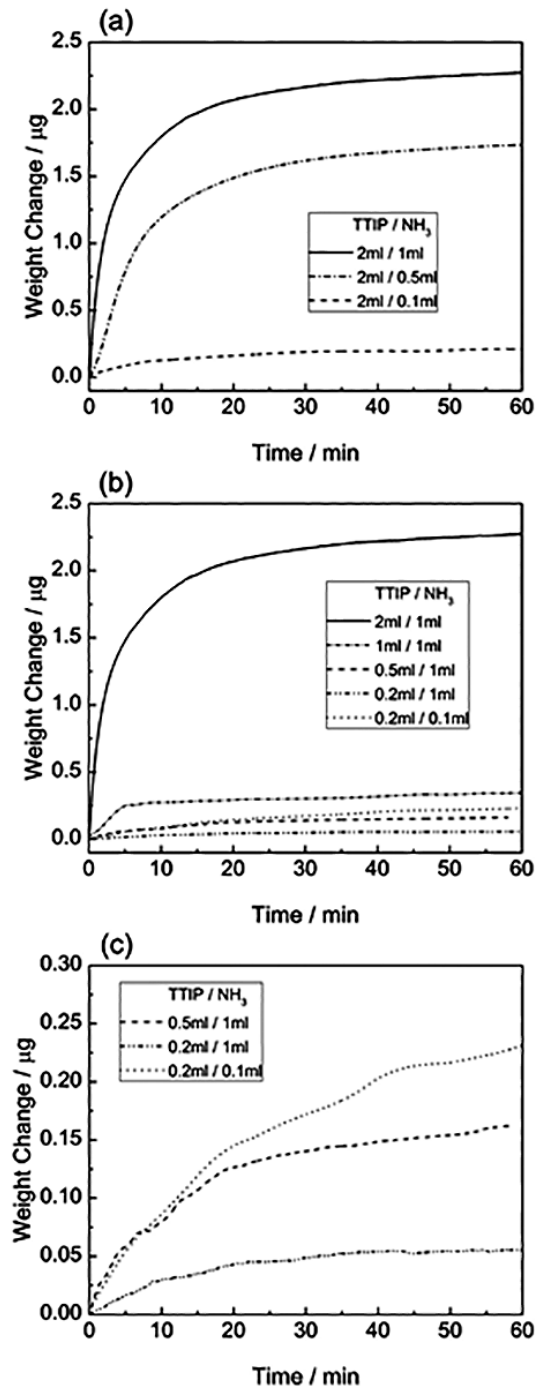 (a)
2.5
2.0
1.5
1.0
0.5
0.0
Weight Change / μg
TTIP / NH3
2ml / 1ml
2ml / 0.5ml
2ml / 0.1ml
0 10 20 30 40 50 60
Time / min
(b)
2.5
2.0
1.5
1.0
0.5
0.0
Weight Change / μg
TTIP / NH3
2ml / 1ml
1ml / 1ml
0.5ml / 1ml
0.2ml / 1ml
0.2ml / 0.1ml
0 10 20 30 40 50 60
Time / min
(c)
0.30
0.25
0.20
0.15
0.10
0.05
0.00
Weight Change / μg
TTIP / NH3
0.5ml / 1ml
0.2ml / 1ml
0.2ml / 0.1ml
0 10 20 30 40 50 60
Time / min